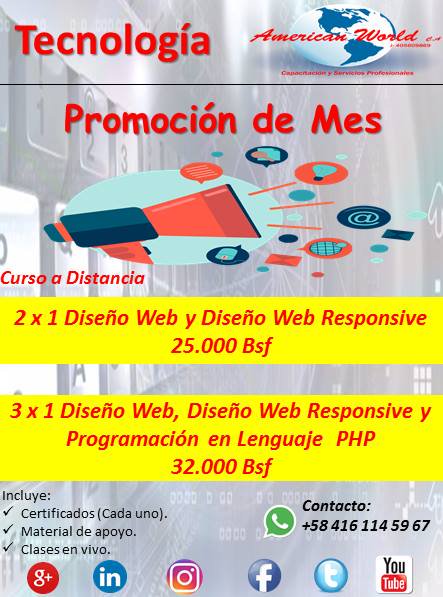 Tecnología
American World C.A
J- 405809669
Capacitación y Servicios Profesionales
Promoción de Mes
Curso a Distancia
2 x 1 Diseño Web y Diseño Web Responsive
25.000 Bsf
3 x 1 Diseño Web, Diseño Web Responsive y
Programación en Lenguaje PHP
32.000 Bsf
Incluye:
✓ Certificados (Cada uno).
✓ Material de apoyo.
✓ Clases en vivo.
Contacto:
+58 416 114 59 67
g+
in
f
You
Tube